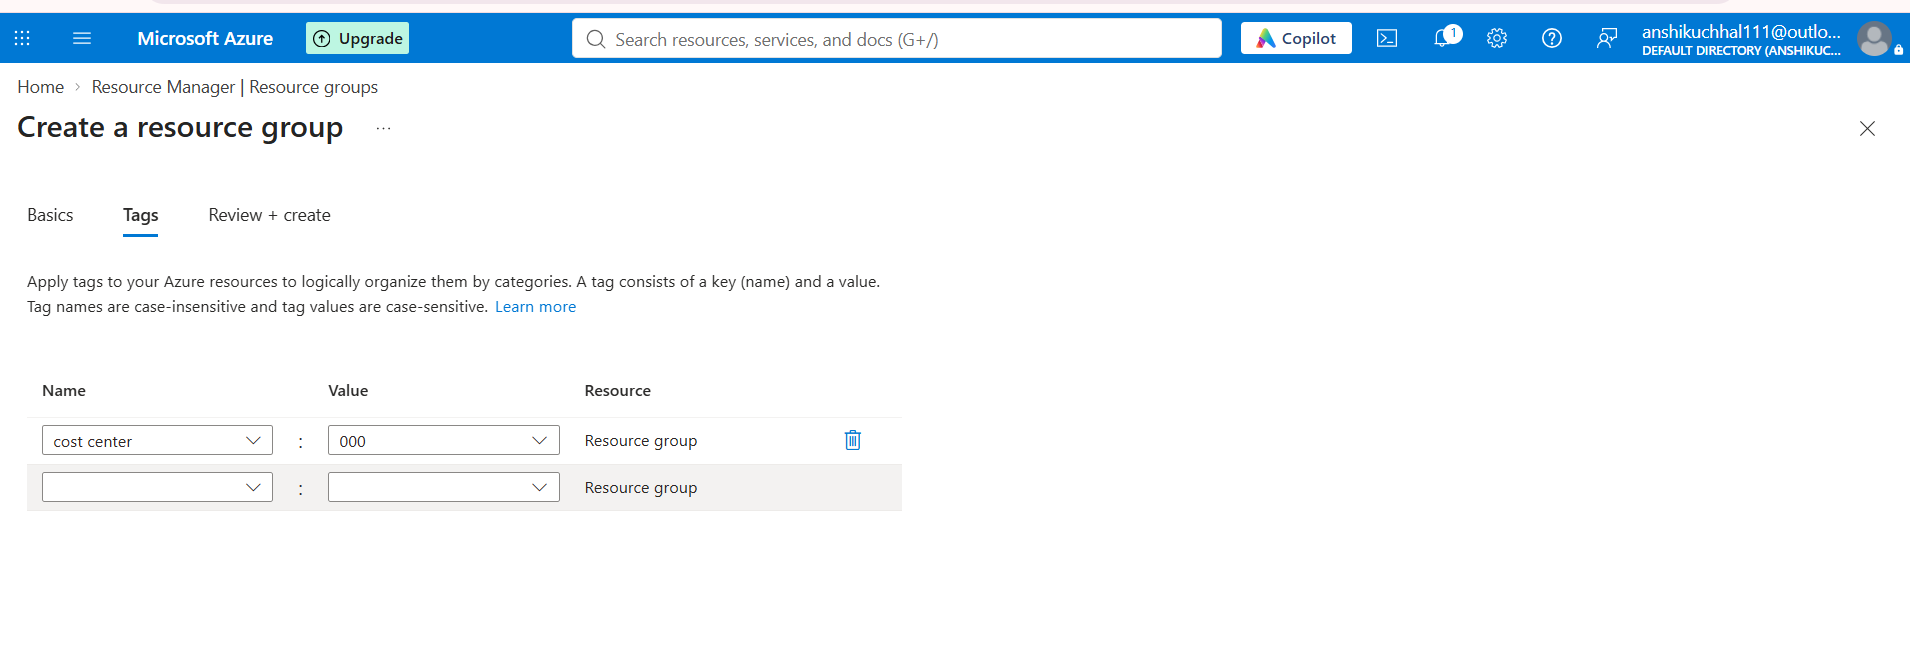 Microsoft Azure
Upgrade
Search resources, services, and docs (G+/)
Copilot
1
anshikuchhal111@outlo...
DEFAULT DIRECTORY (ANSHIKUC...
Home > Resource Manager | Resource groups
Create a resource group ...
Basics Tags Review + create
Apply tags to your Azure resources to logically organize them by categories. A tag consists of a key (name) and a value.
Tag names are case-insensitive and tag values are case-sensitive. Learn more
Name Value Resource
cost center : 000 Resource group
: Resource group